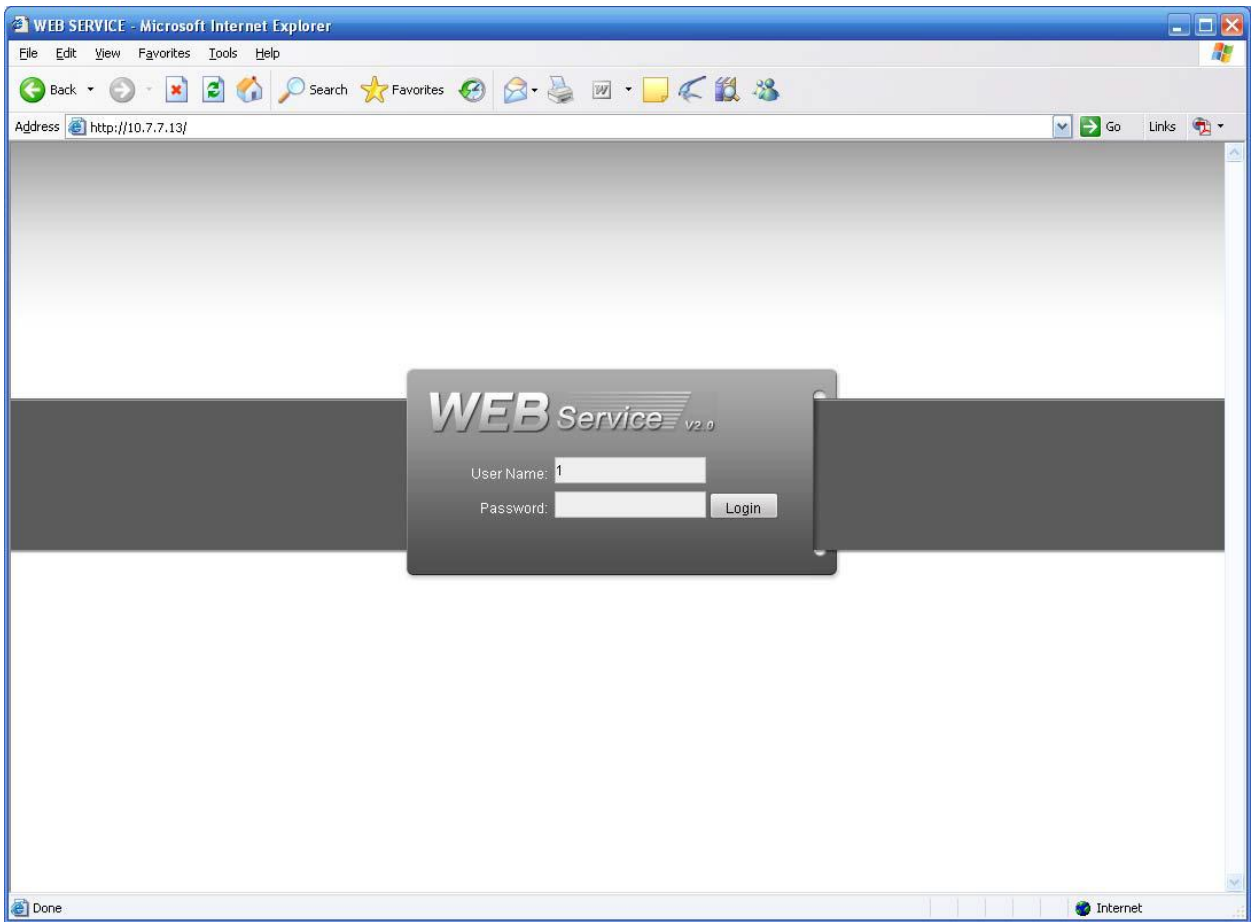 WEB SERVICE - Microsoft Internet Explorer
File Edit View Favorites Tools Help
Back Search Favorites
Address http://10.7.7.13/ Go Links
WEB Service V2.0
User Name: 1
Password: Login
Done Internet